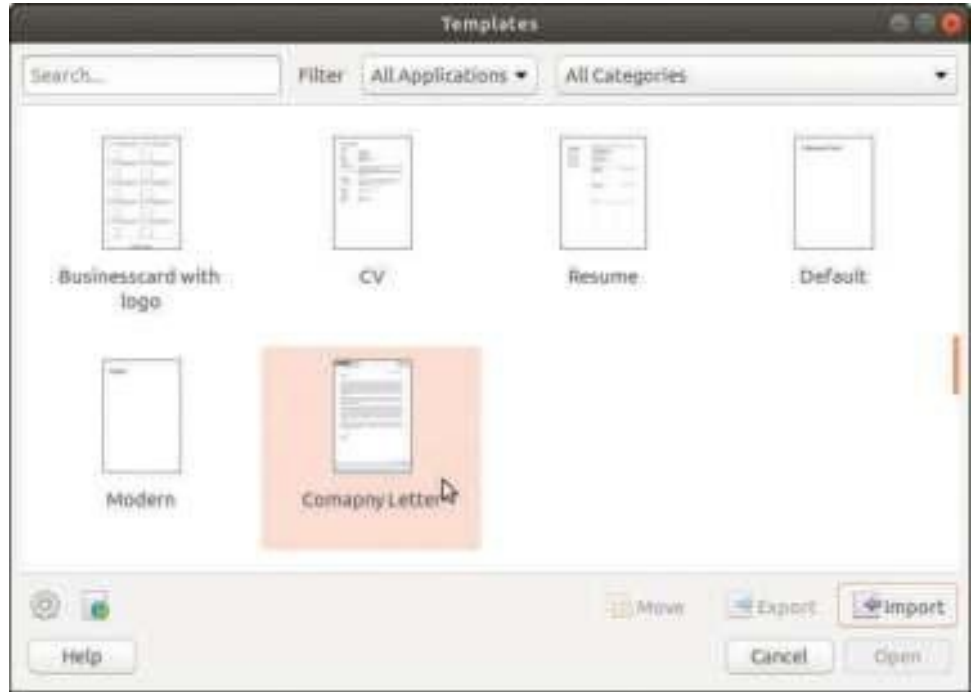 Templates
Search...
Filter
All Applications
All Categories
Businesscard with
logo
CV
Resume
Default
Modern
Comapny Letter
Move
Export
Import
Help
Cancel
Open